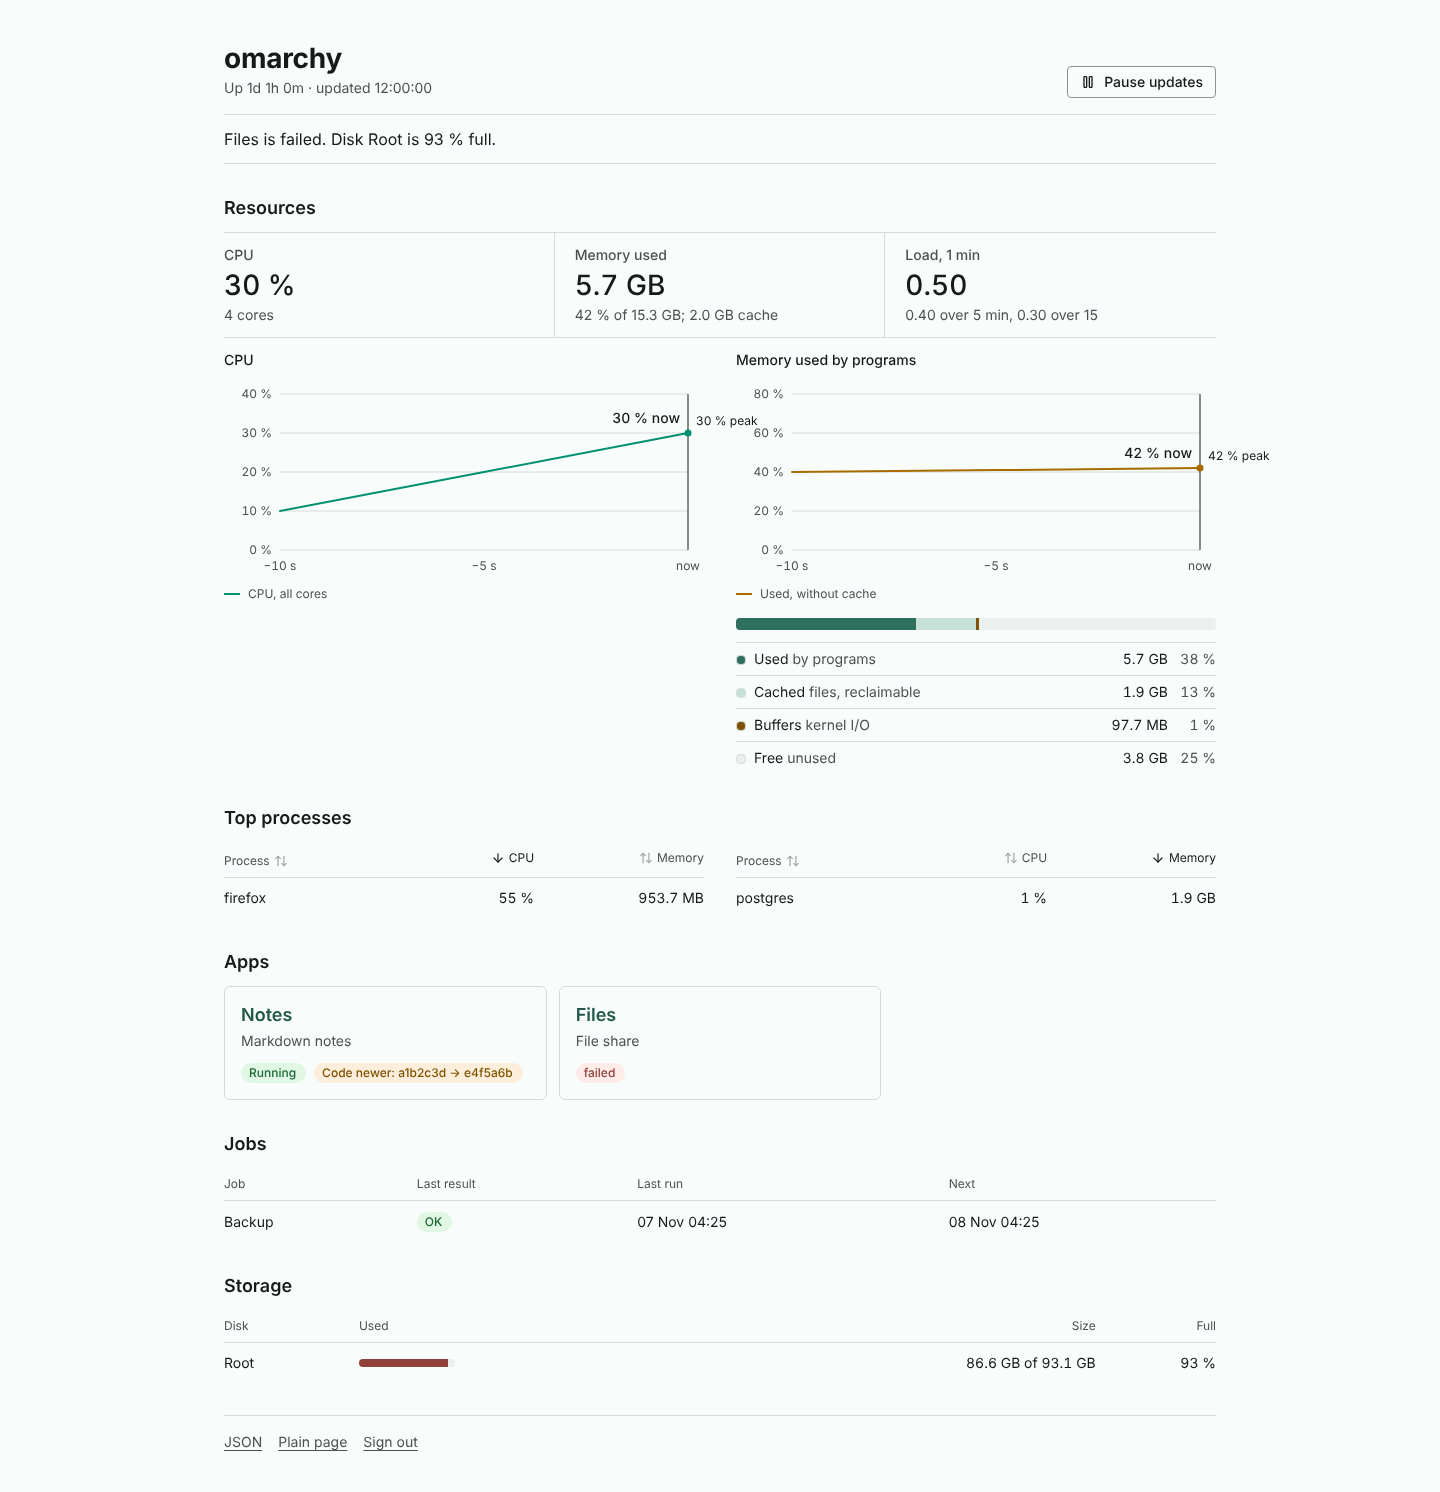 omarchy
Up 1d 1h 0m · updated 12:00:00
Pause updates
Files is failed. Disk Root is 93 % full.
Resources
CPU
30 %
4 cores
Memory used
5.7 GB
42 % of 15.3 GB; 2.0 GB cache
Load, 1 min
0.50
0.40 over 5 min, 0.30 over 15
CPU
40 %
30 %
20 %
10 %
0 %
30 % now
30 % peak
−10 s
−5 s
now
CPU, all cores
Memory used by programs
80 %
60 %
40 %
20 %
0 %
42 % now
42 % peak
−10 s
−5 s
now
Used, without cache
Used by programs 5.7 GB 38 %
Cached files, reclaimable 1.9 GB 13 %
Buffers kernel I/O 97.7 MB 1 %
Free unused 3.8 GB 25 %
Top processes
Process ↑↓ ↓ CPU ↑↓ Memory
firefox 55 % 953.7 MB
Process ↑↓ ↑↓ CPU ↓ Memory
postgres 1 % 1.9 GB
Apps
Notes
Markdown notes
Running Code newer: a1b2c3d → e4f5a6b
Files
File share
failed
Jobs
Job Last result Last run Next
Backup OK 07 Nov 04:25 08 Nov 04:25
Storage
Disk Used Size Full
Root 86.6 GB of 93.1 GB 93 %
JSON Plain page Sign out